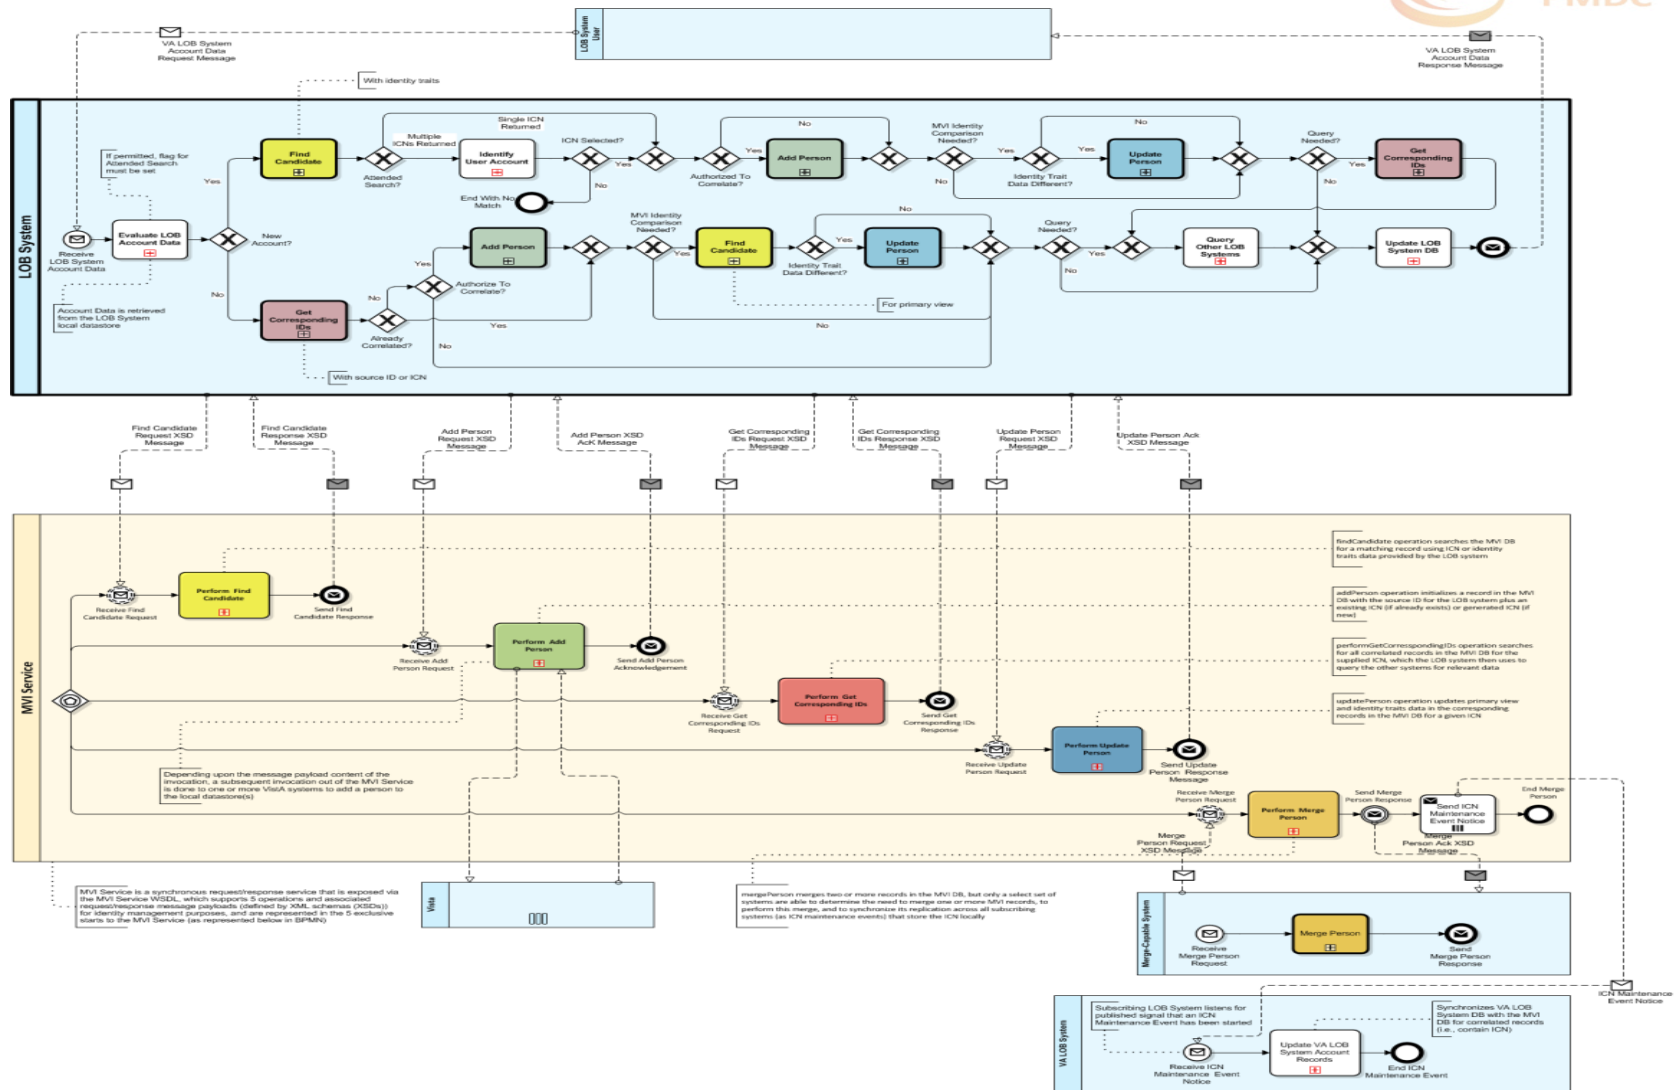 LOB System
User
VA LOB System
Account Data
Request Message
VA LOB System
Account Data
Response Message
With identity traits
LOB System
If permitted, flag for
Attended Search
must be set
Receive
LOB System
Account Data
Evaluate LOB
Account Data
New
Account?
Yes
No
Account Data is retrieved
from the LOB System
local datastore
Find
Candidate
Attended
Search?
Single ICN
Returned
Multiple
ICNs Returned
Identify
User Account
ICN Selected?
Yes
No
End With No
Match
Authorized To
Correlate?
No
Yes
Add Person
MVI Identity
Comparison
Needed?
Yes
No
Identity Trait
Data Different?
No
Yes
Update
Person
Query
Needed?
Yes
No
Get
Corresponding
IDs
Get
Corresponding
IDs
With source ID or ICN
Already
Correlated?
No
Yes
Authorize To
Correlate?
Yes
No
Add Person
MVI Identity
Comparison
Needed?
Yes
No
Find
Candidate
For primary view
Identity Trait
Data Different?
No
Yes
Update
Person
Query
Needed?
Yes
No
Query
Other LOB
Systems
Update LOB
System DB
Find Candidate
Request XSD
Message
Find Candidate
Response XSD
Message
Add Person
Request XSD
Message
Add Person XSD
AcK Message
Get Corresponding
IDs Request XSD
Message
Get Corresponding
IDs Response XSD
Message
Update Person
Request XSD
Message
Update Person Ack
XSD Message
MVI Service
Receive Find
Candidate Request
Perform Find
Candidate
Send Find
Candidate Response
findCandidate operation searches the MVI DB
for a matching record using ICN or identity
traits data provided by the LOB system
Receive Add
Person Request
Perform Add
Person
Send Add Person
Acknowledgement
addPerson operation initializes a record in the MVI
DB with the source ID for the LOB system plus an
existing ICN (if already exists) or generated ICN (if
new)
Receive Get
Corresponding IDs
Request
Perform Get
Corresponding IDs
Send Get
Corresponding IDs
Response
performGetCorrespondingIDs operation searches
for all correlated records in the MVI DB for the
supplied ICN, which the LOB system then uses to
query the other systems for relevant data
Receive Update
Person Request
Perform Update
Person
Send Update
Person Response
Message
updatePerson operation updates primary view
and identity traits data in the corresponding
records in the MVI DB for a given ICN
Depending upon the message payload content of the
invocation, a subsequent invocation out of the MVI Service
is done to one or more VistA systems to add a person to
the local datastore(s)
Receive Merge
Person Request
Perform Merge
Person
Send Merge
Person Response
Send ICN
Maintenance
Event Notice
End Merge
Person
Merge
Person Request
XSD Message
Merge
Person Ack XSD
Message
MVI Service is a synchronous request/response service that is exposed via
the MVI Service WSDL, which supports 5 operations and associated
request/response message payloads (defined by XML schemas (XSDs))
for identity management purposes, and are represented in the 5 exclusive
starts to the MVI Service (as represented below in BPMN)
Vista
mergePerson merges two or more records in the MVI DB, but only a select set of
systems are able to determine the need to merge one or more MVI records, to
perform this merge, and to synchronize its replication across all subscribing
systems (as ICN maintenance events) that store the ICN locally
Merge-Capable System
Receive
Merge Person
Request
Merge Person
Send
Merge Person
Response
ICN Maintenance
Event Notice
VA LOB System
Subscribing LOB System listens for
published signal that an ICN
Maintenance Event has been started
Receive ICN
Maintenance Event
Notice
Update VA LOB
System Account
Records
End ICN
Maintenance Event
Synchronizes VA LOB
System DB with the MVI
DB for correlated records
(i.e., contain ICN)